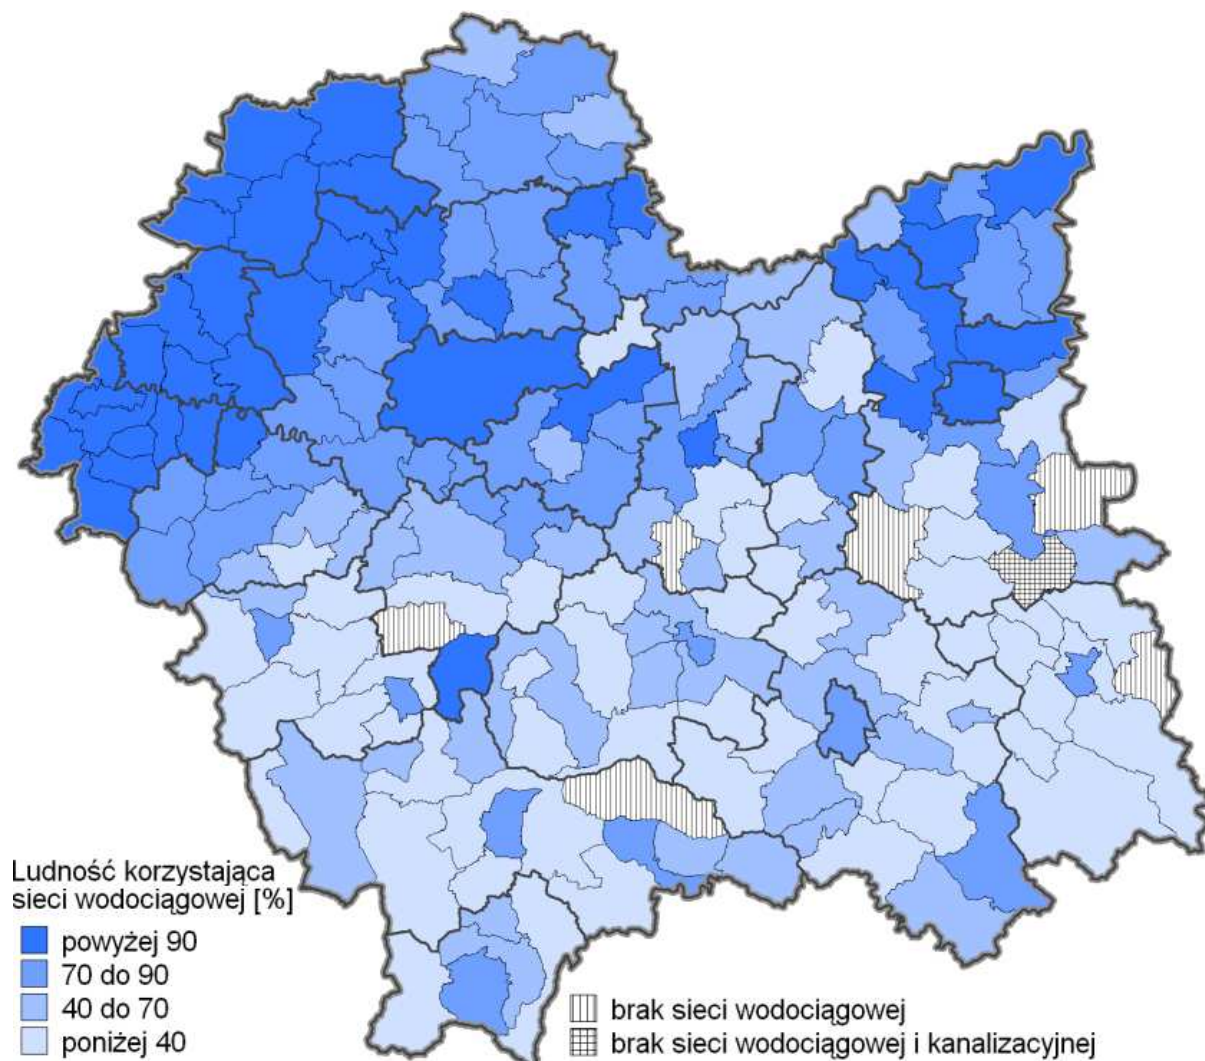 Ludność korzystająca
sieci wodociągowej [%]
powyżej 90
70 do 90
40 do 70
poniżej 40
brak sieci wodociągowej
brak sieci wodociągowej i kanalizacyjnej